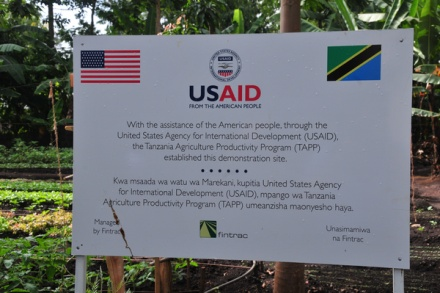 USAID
USAID
FROM THE AMERICAN PEOPLE
With the assistance of the American people, through the
United States Agency for International Development (USAID),
the Tanzania Agriculture Productivity Program (TAPP)
established this demonstration site.
Kwa msaada wa watu wa Marekani, kupitia United States Agency
for International Development (USAID), mpango wa Tanzania
Agriculture Productivity Program (TAPP) umeanzisha maonyesho haya.
Managed
by Fintrac
Fintrac
Unasimamiwa
na Fintrac